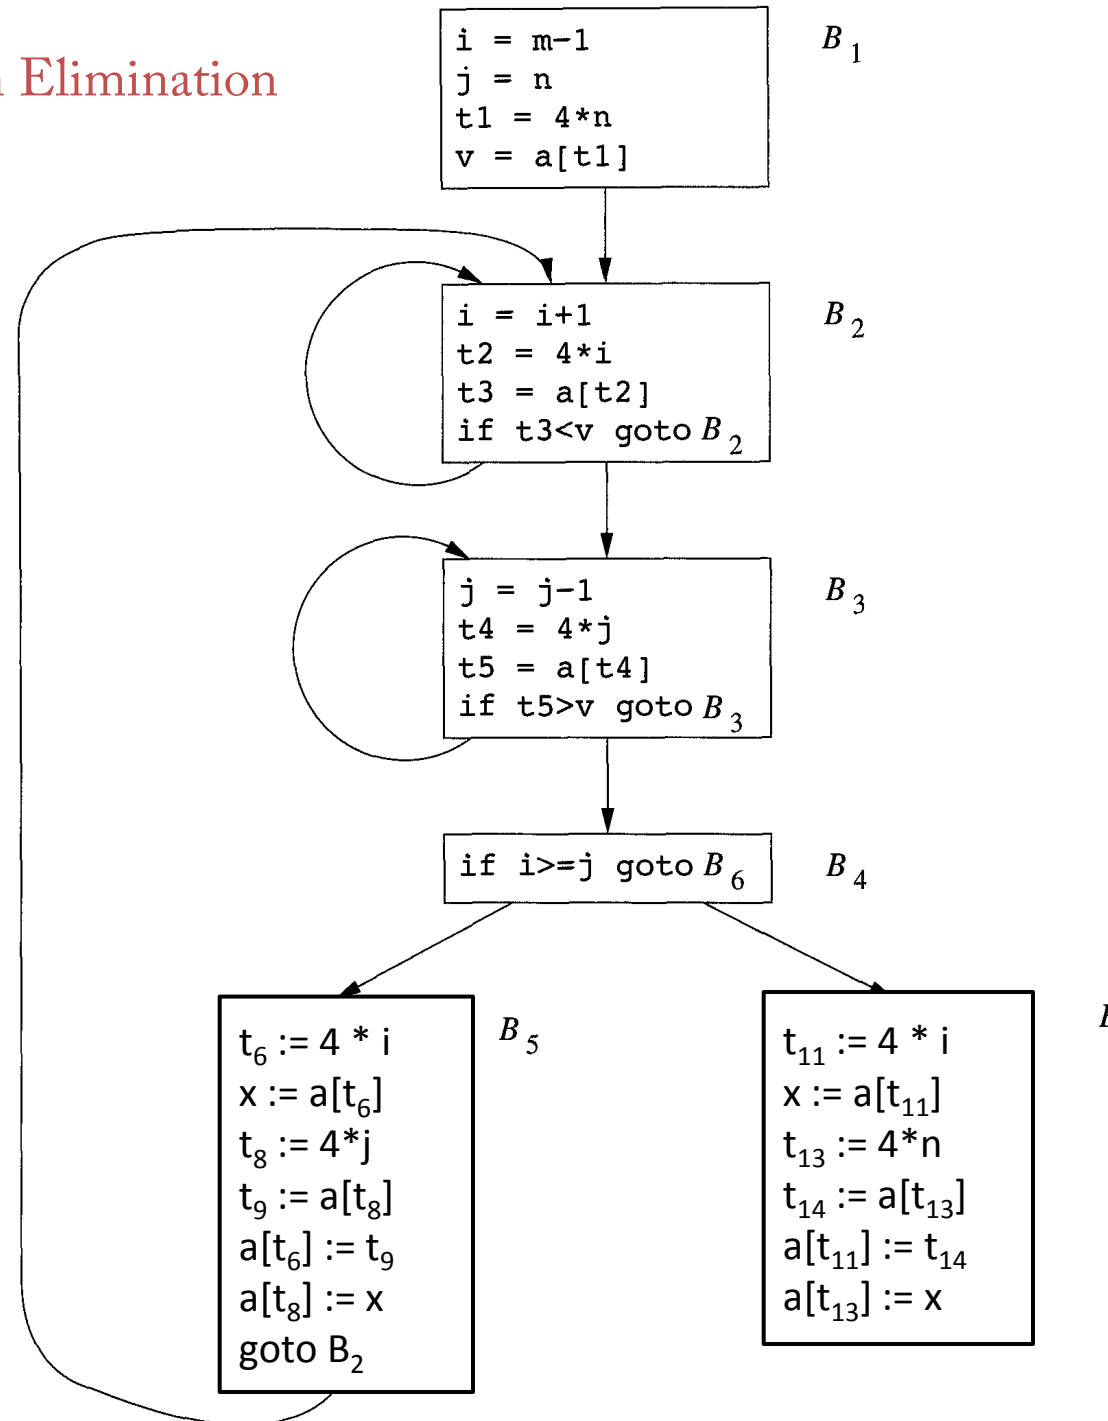 Elimination
i = m-1
j = n
t1 = 4*n
v = a[t1]
B1
i = i+1
t2 = 4*i
t3 = a[t2]
if t3<v goto B2
B2
j = j-1
t4 = 4*j
t5 = a[t4]
if t5>v goto B3
B3
if i>=j goto B6
B4
t6 := 4 * i
x := a[t6]
t8 := 4*j
t9 := a[t8]
a[t6] := t9
a[t8] := x
goto B2
B5
t11 := 4 * i
x := a[t11]
t13 := 4*n
t14 := a[t13]
a[t11] := t14
a[t13] := x